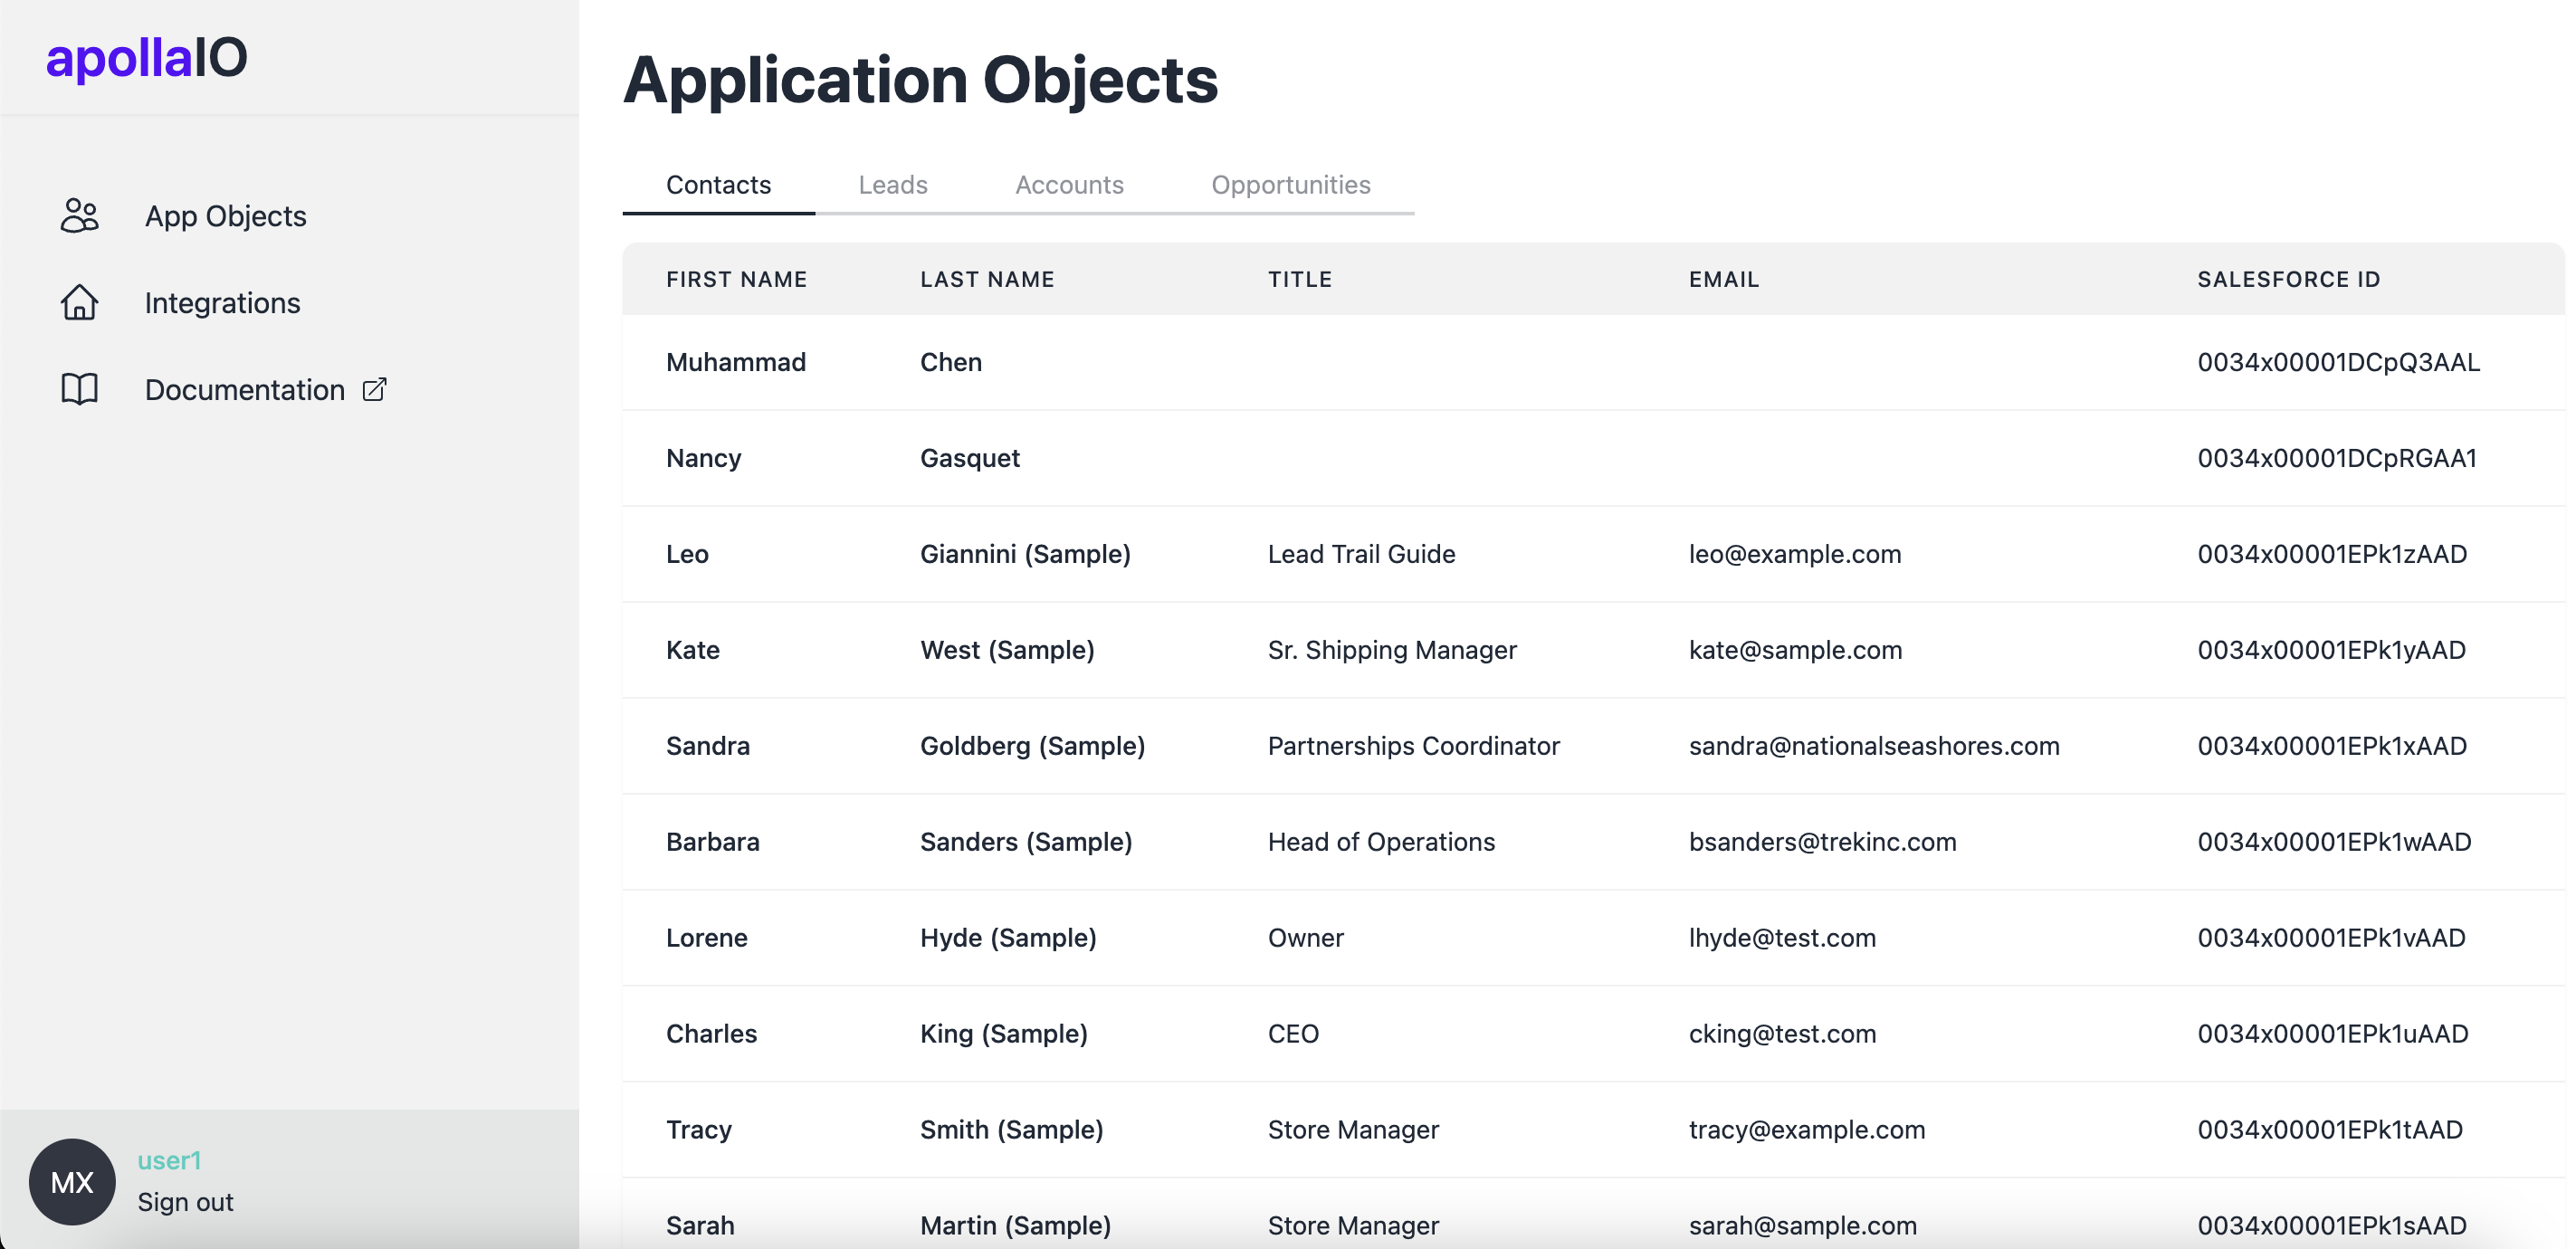 apollaIO
App Objects
Integrations
Documentation
MX
user1
Sign out
Application Objects
Contacts Leads Accounts Opportunities
FIRST NAME LAST NAME TITLE EMAIL SALESFORCE ID
Muhammad Chen 0034x00001DCpQ3AAL
Nancy Gasquet 0034x00001DCpRGAA1
Leo Giannini (Sample) Lead Trail Guide leo@example.com 0034x00001EPk1zAAD
Kate West (Sample) Sr. Shipping Manager kate@sample.com 0034x00001EPk1yAAD
Sandra Goldberg (Sample) Partnerships Coordinator sandra@nationalseashores.com 0034x00001EPk1xAAD
Barbara Sanders (Sample) Head of Operations bsanders@trekinc.com 0034x00001EPk1wAAD
Lorene Hyde (Sample) Owner lhyde@test.com 0034x00001EPk1vAAD
Charles King (Sample) CEO cking@test.com 0034x00001EPk1uAAD
Tracy Smith (Sample) Store Manager tracy@example.com 0034x00001EPk1tAAD
Sarah Martin (Sample) Store Manager sarah@sample.com 0034x00001EPk1sAAD